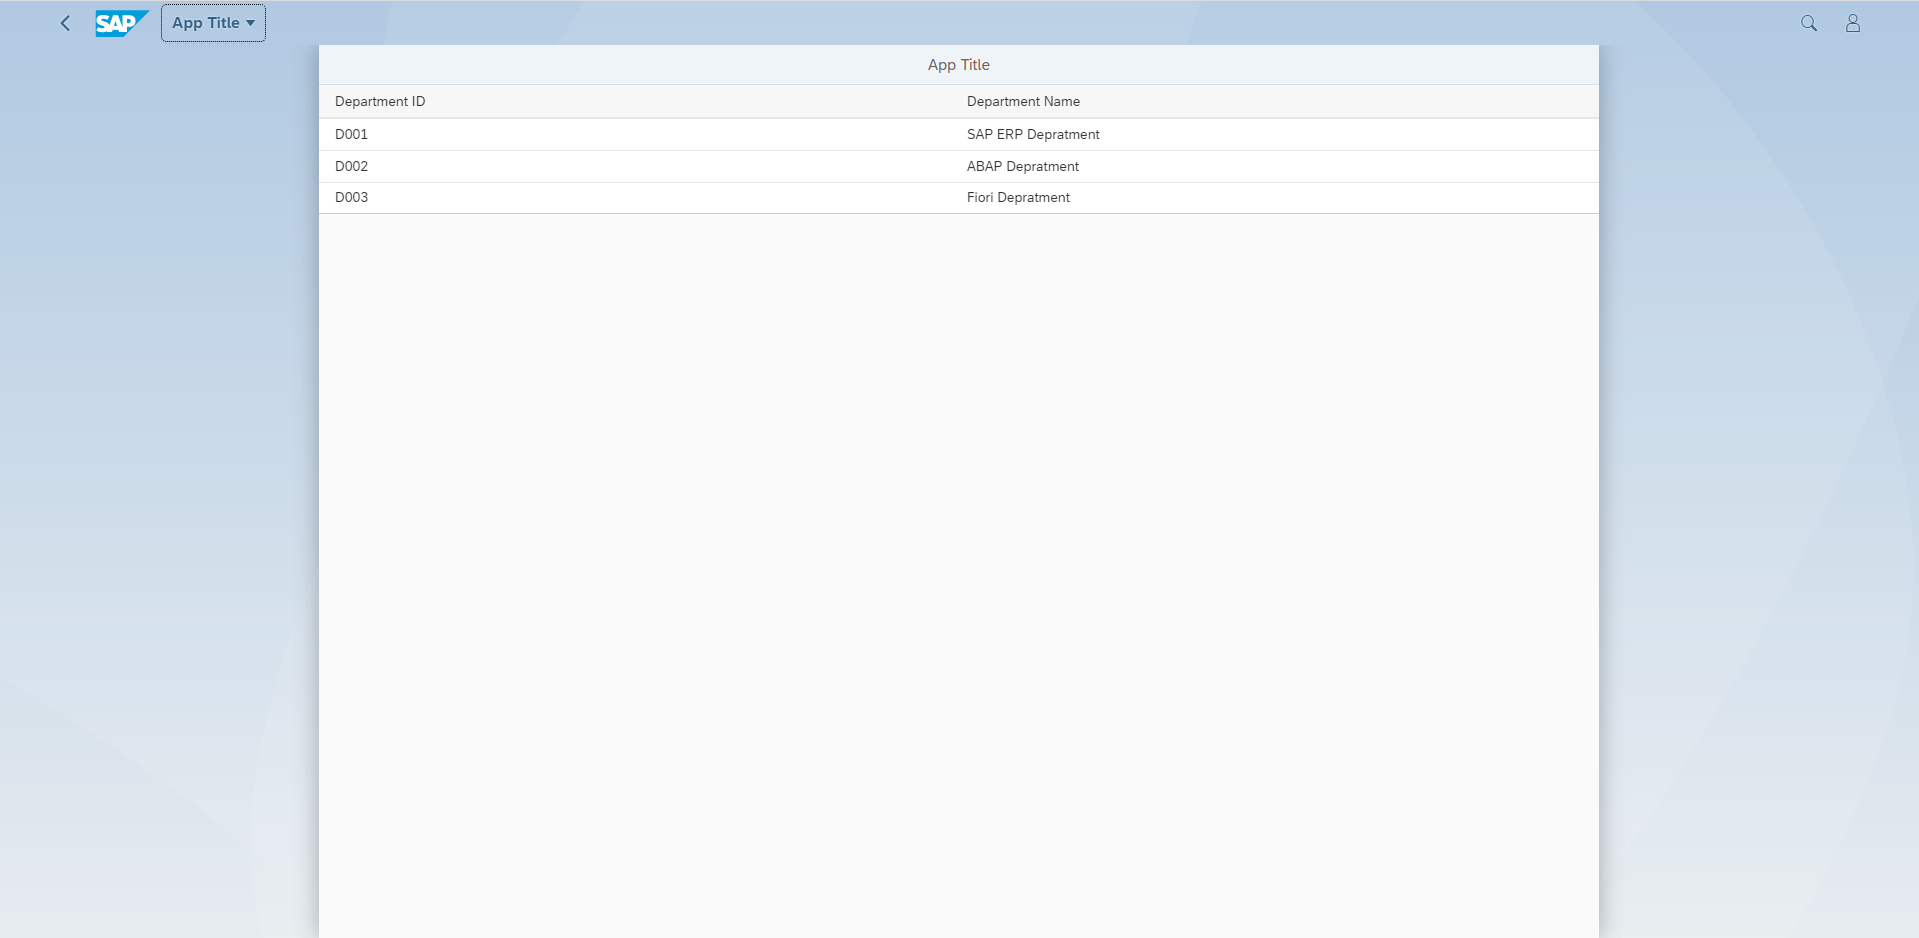 SAP App Title
App Title
Department ID Department Name
D001 SAP ERP Depratment
D002 ABAP Depratment
D003 Fiori Depratment